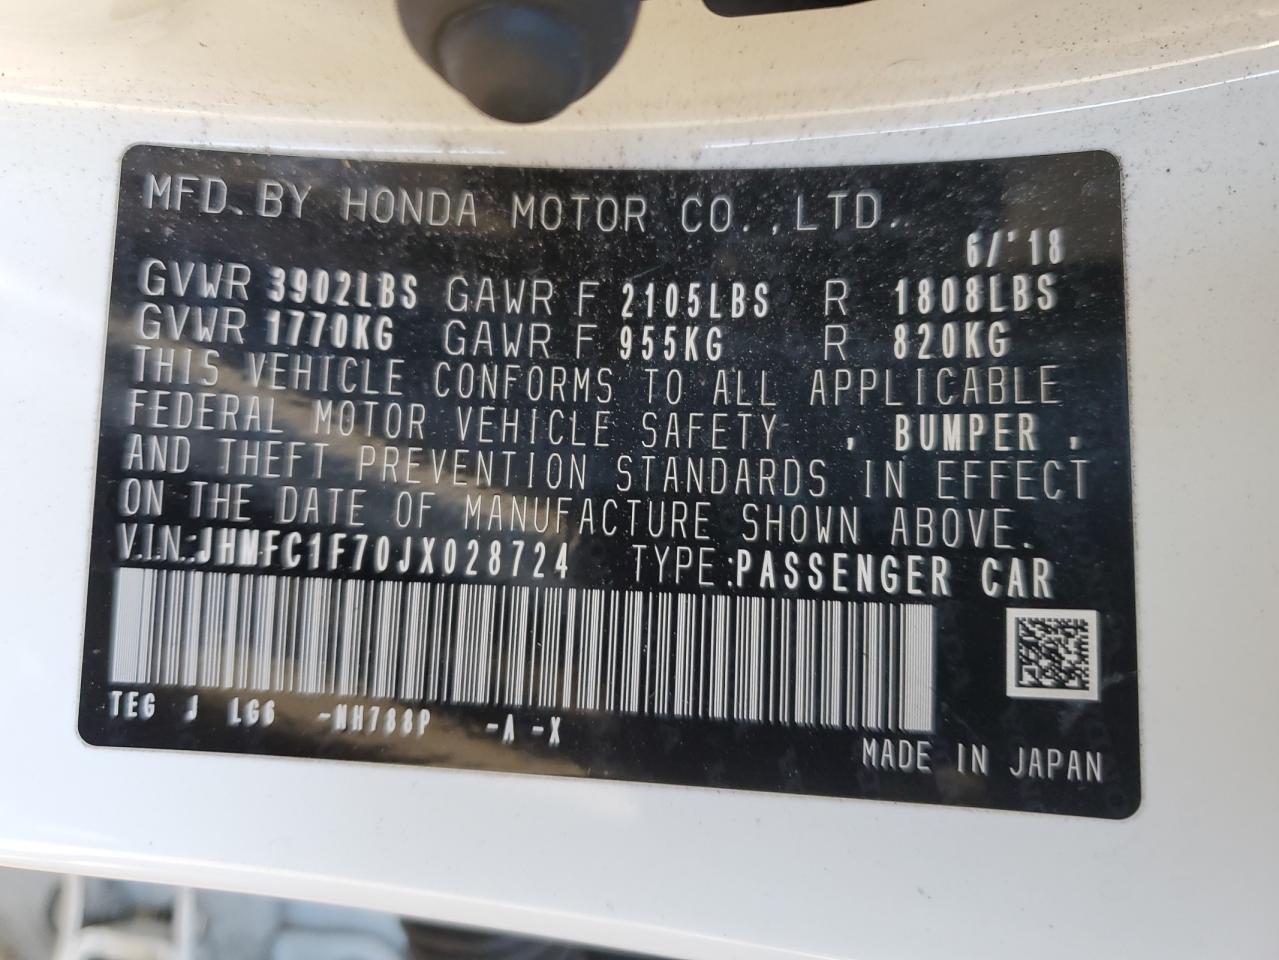 MFD. BY HONDA MOTOR CO., LTD.
6/'18
GVWR 3902LBS GAWR F 2105LBS R 1808LBS
GVWR 1770KG GAWR F 955KG R 820KG
THIS VEHICLE CONFORMS TO ALL APPLICABLE
FEDERAL MOTOR VEHICLE SAFETY , BUMPER ,
AND THEFT PREVENTION STANDARDS IN EFFECT
ON THE DATE OF MANUFACTURE SHOWN ABOVE.
V.I.N.:JHMFC1F70JX028724 TYPE:PASSENGER CAR
TEG J LG6 -NH788P -A -X
MADE IN JAPAN